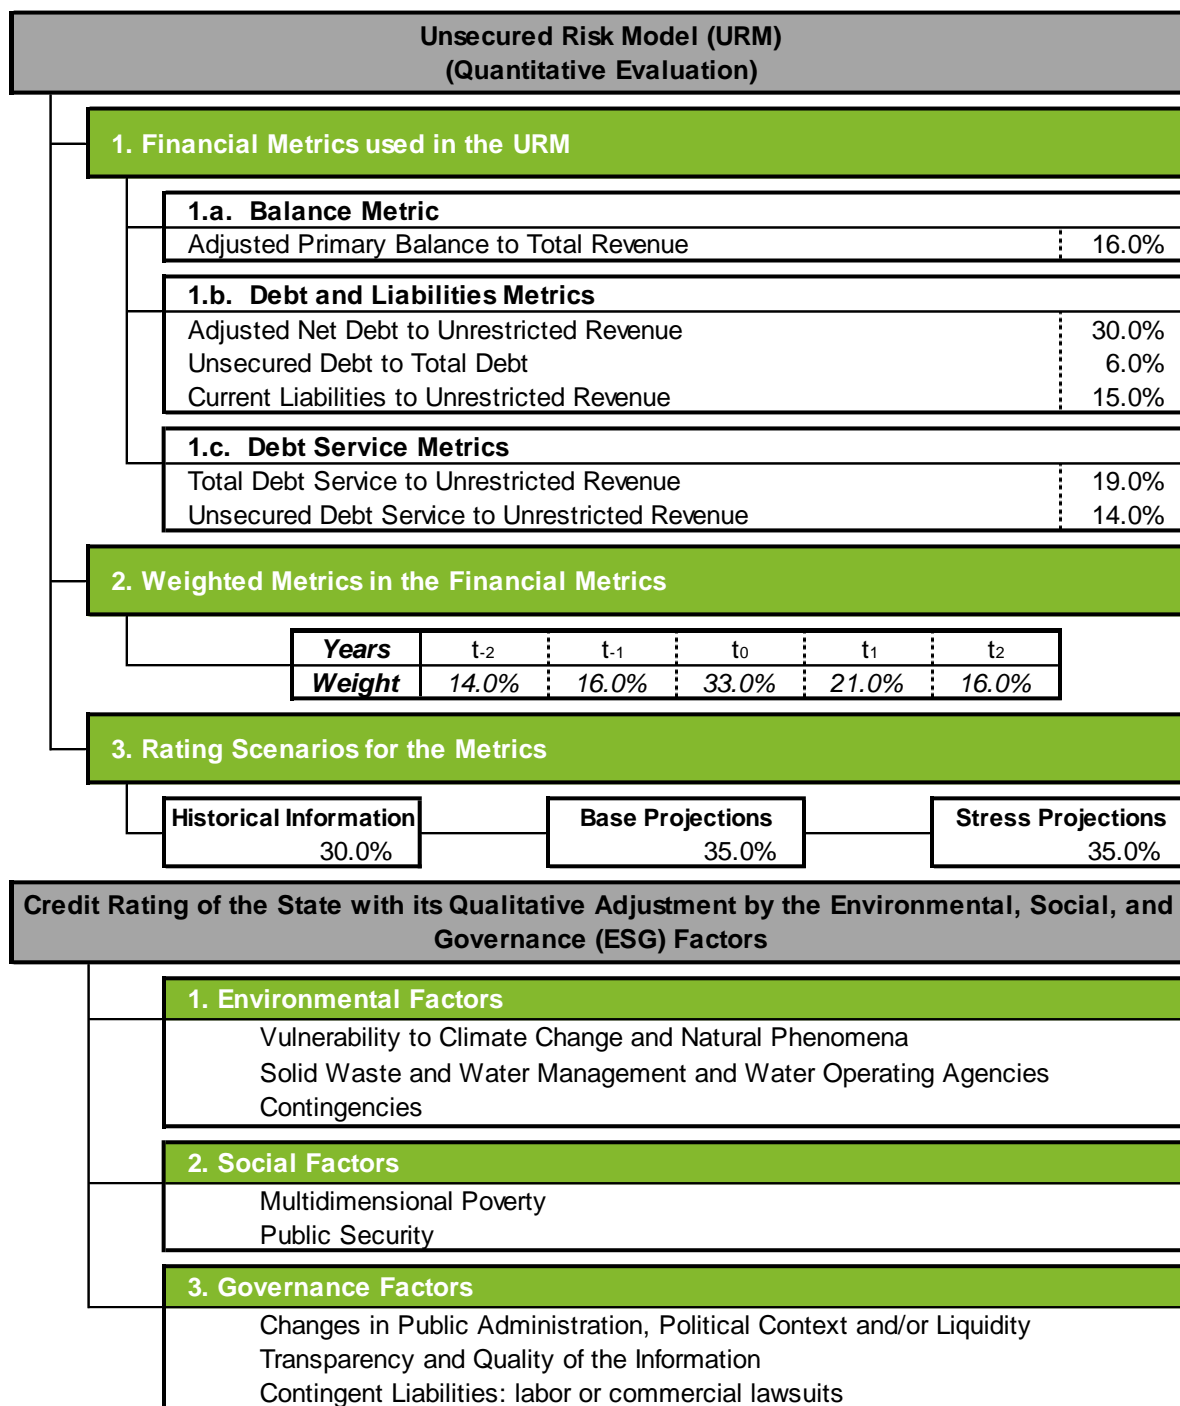 Unsecured Risk Model (URM)
(Quantitative Evaluation)
1. Financial Metrics used in the URM
1.a. Balance Metric
Adjusted Primary Balance to Total Revenue 16.0%
1.b. Debt and Liabilities Metrics
Adjusted Net Debt to Unrestricted Revenue 30.0%
Unsecured Debt to Total Debt 6.0%
Current Liabilities to Unrestricted Revenue 15.0%
1.c. Debt Service Metrics
Total Debt Service to Unrestricted Revenue 19.0%
Unsecured Debt Service to Unrestricted Revenue 14.0%
2. Weighted Metrics in the Financial Metrics
Years t-2 t-1 t0 t1 t2
Weight 14.0% 16.0% 33.0% 21.0% 16.0%
3. Rating Scenarios for the Metrics
Historical Information Base Projections Stress Projections
30.0% 35.0% 35.0%
Credit Rating of the State with its Qualitative Adjustment by the Environmental, Social, and
Governance (ESG) Factors
1. Environmental Factors
Vulnerability to Climate Change and Natural Phenomena
Solid Waste and Water Management and Water Operating Agencies
Contingencies
2. Social Factors
Multidimensional Poverty
Public Security
3. Governance Factors
Changes in Public Administration, Political Context and/or Liquidity
Transparency and Quality of the Information
Contingent Liabilities: labor or commercial lawsuits